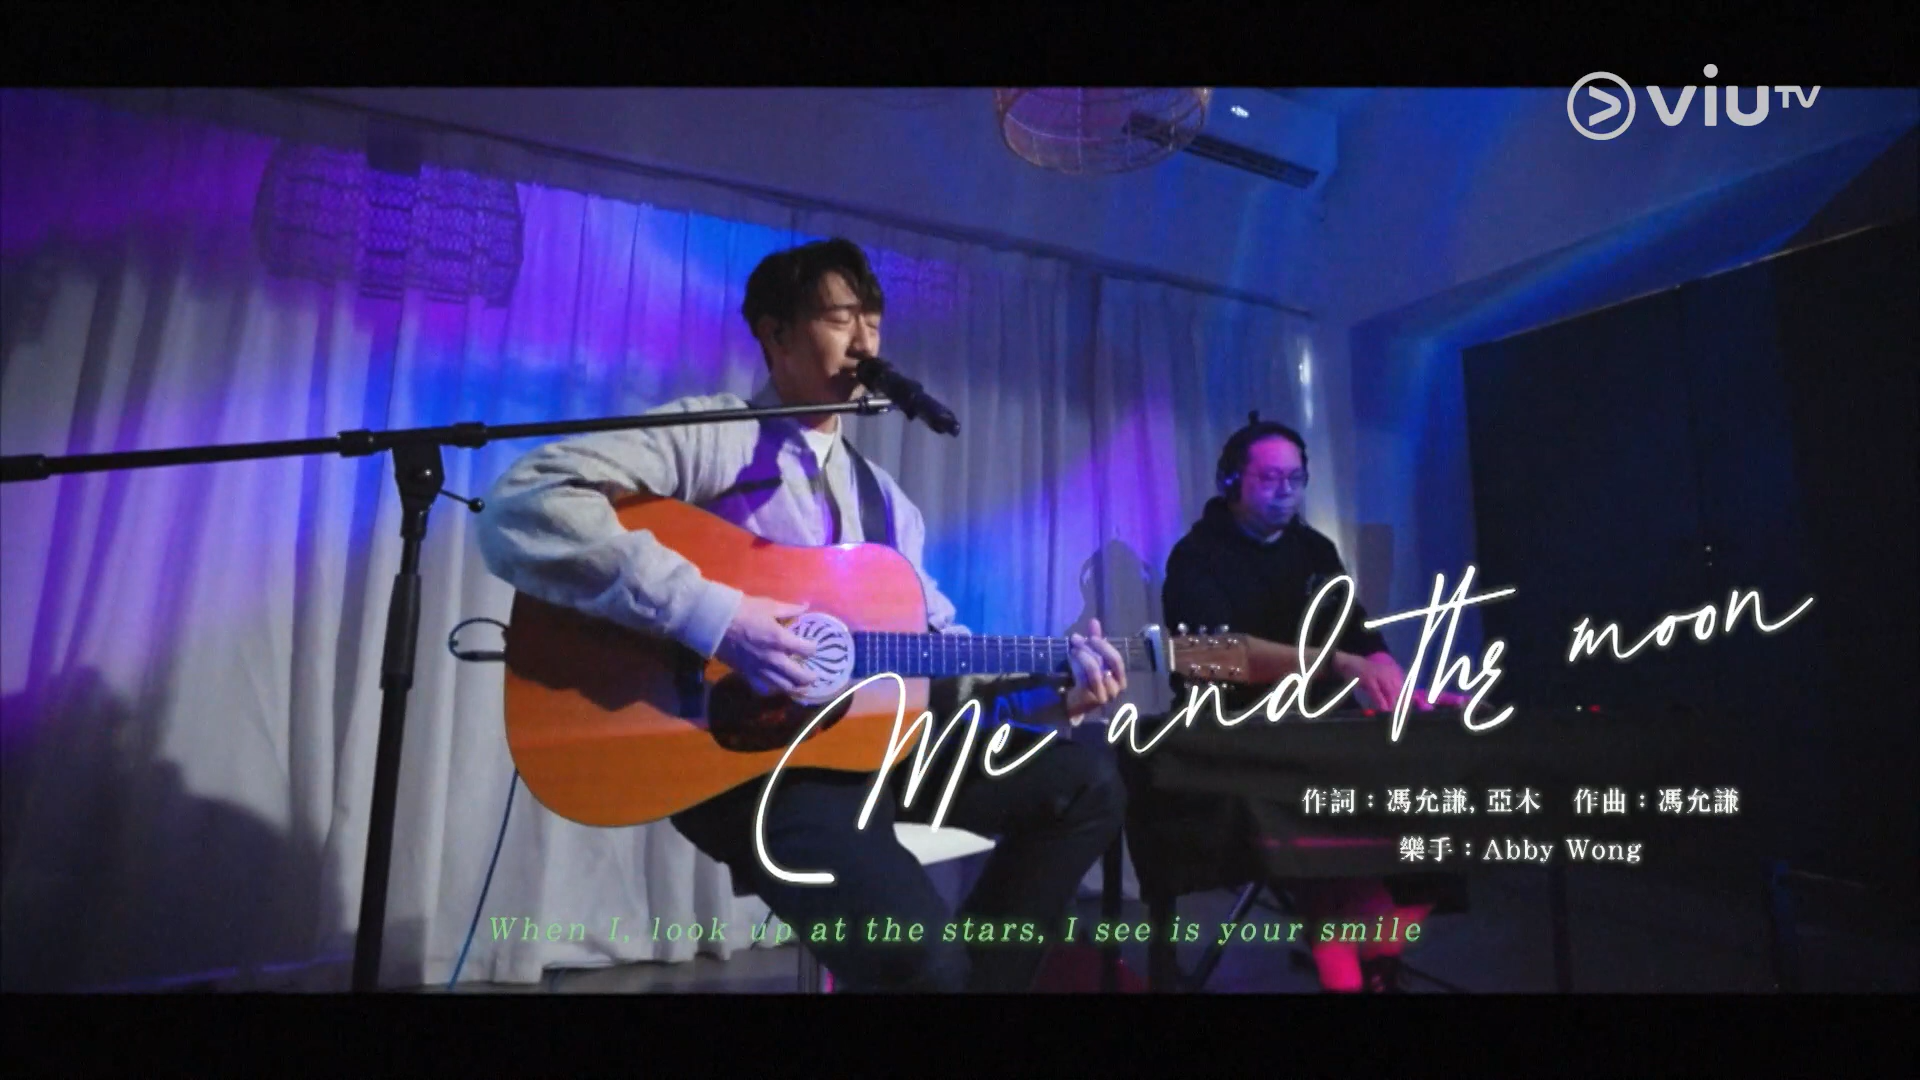 viuTV
Me and the moon
作詞：馮允謙, 亞木　作曲：馮允謙
樂手：Abby Wong
When I, look up at the stars, I see is your smile